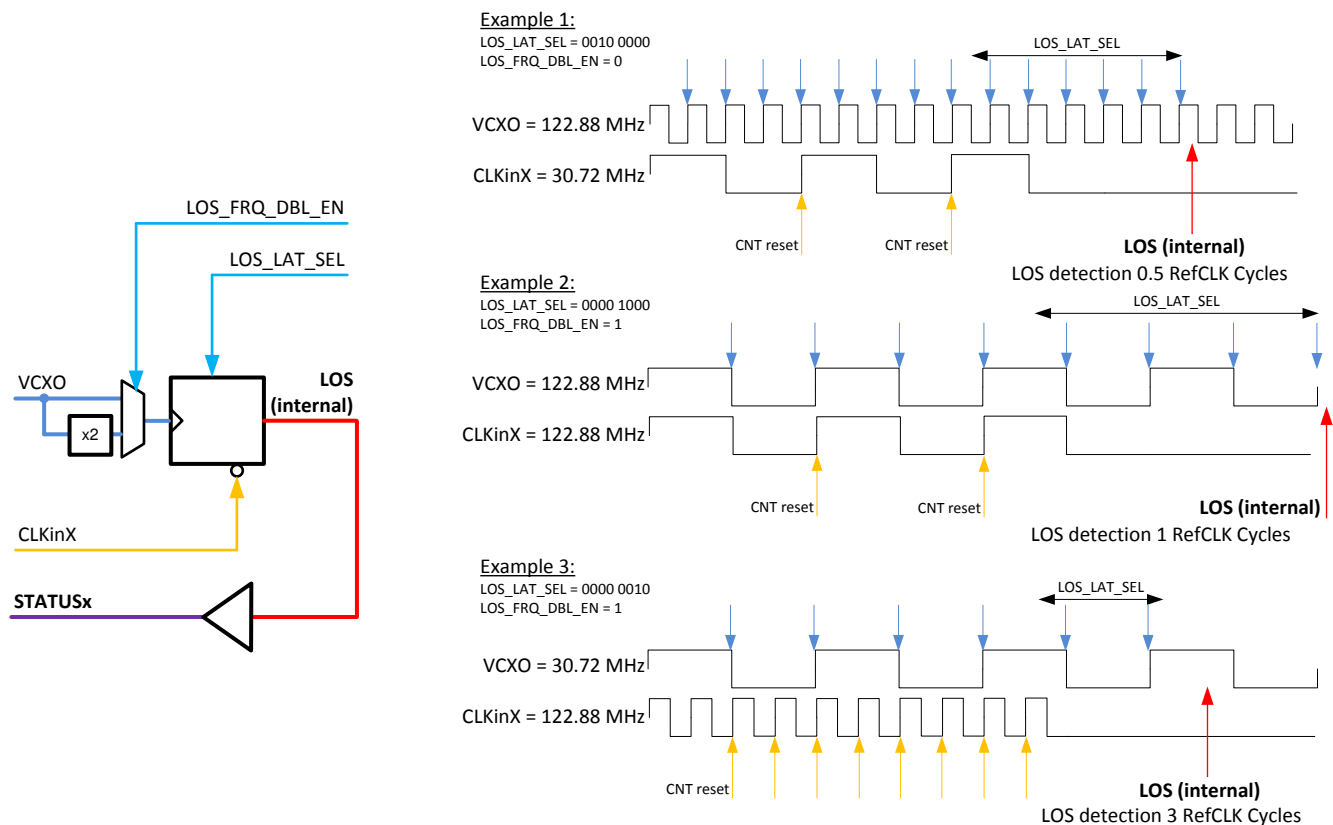 LOS_FRQ_DBL_EN
LOS_LAT_SEL
VCXO
x2
LOS
(internal)
CLKinX
STATUSx
Example 1:
LOS_LAT_SEL = 0010 0000
LOS_FRQ_DBL_EN = 0
LOS_LAT_SEL
VCXO = 122.88 MHz
CLKinX = 30.72 MHz
CNT reset
CNT reset
LOS (internal)
LOS detection 0.5 RefCLK Cycles
Example 2:
LOS_LAT_SEL = 0000 1000
LOS_FRQ_DBL_EN = 1
LOS_LAT_SEL
VCXO = 122.88 MHz
CLKinX = 122.88 MHz
CNT reset
CNT reset
LOS (internal)
LOS detection 1 RefCLK Cycles
Example 3:
LOS_LAT_SEL = 0000 0010
LOS_FRQ_DBL_EN = 1
LOS_LAT_SEL
VCXO = 30.72 MHz
CLKinX = 122.88 MHz
CNT reset
LOS (internal)
LOS detection 3 RefCLK Cycles